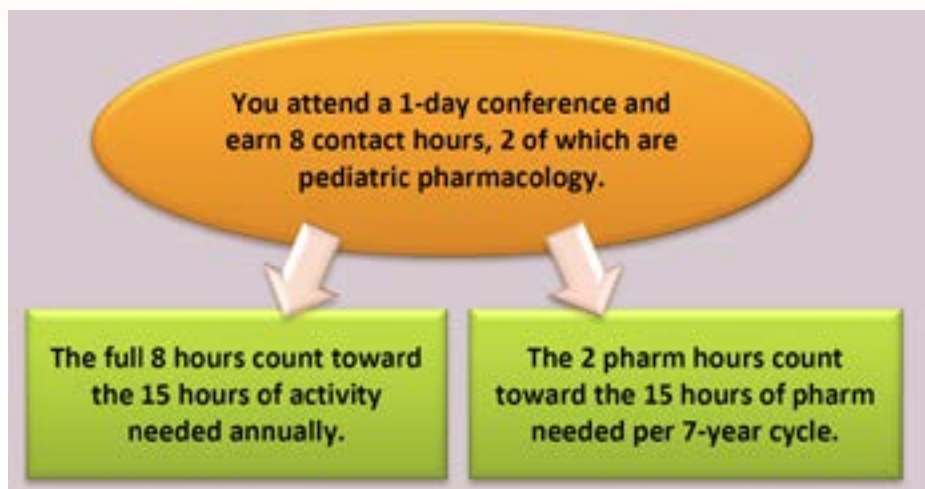 You attend a 1-day conference and
earn 8 contact hours, 2 of which are
pediatric pharmacology.
The full 8 hours count toward
the 15 hours of activity
needed annually.
The 2 pharm hours count
toward the 15 hours of pharm
needed per 7-year cycle.